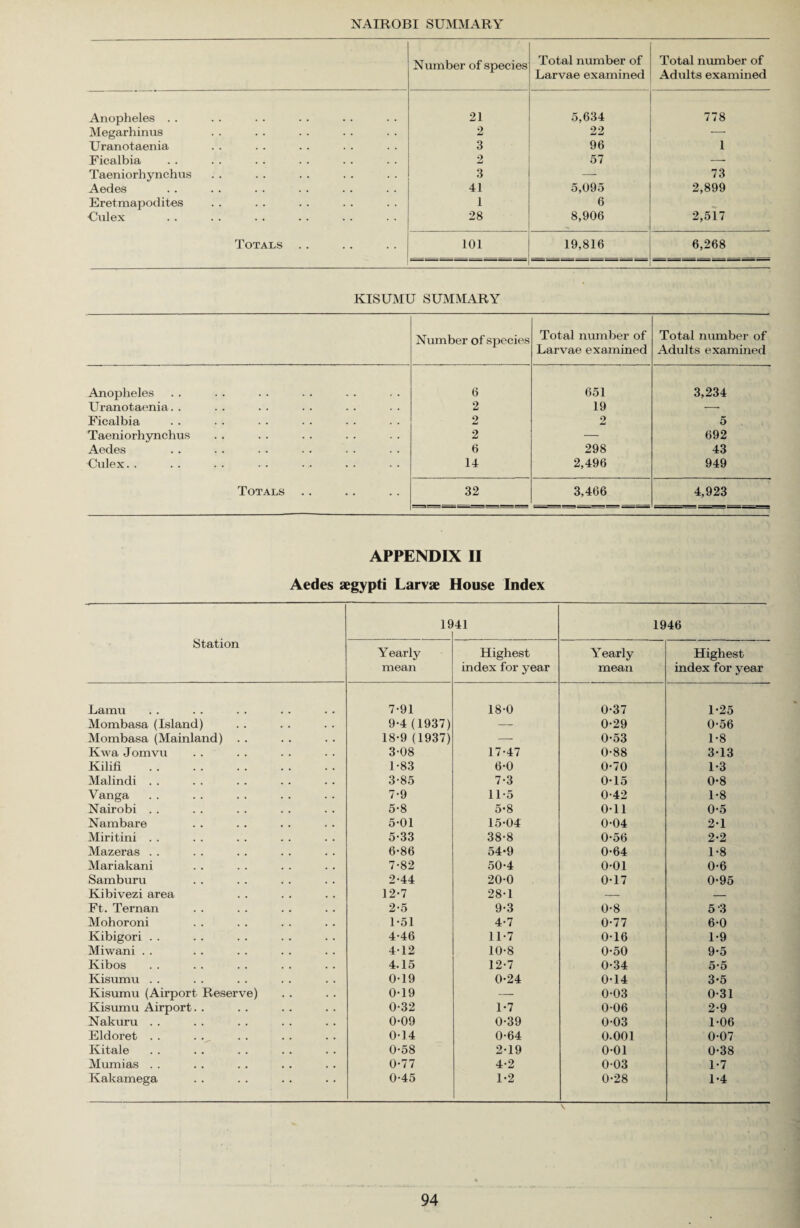 NAIROBI SUMMARY
Number of species | Total number of Larvae examined | Total number of Adults examined
Anopheles . . . . . . . . . . . . 21 5,634 778
Megarhinus . . . . . . . . . . 2 22 —
Uranotaenia . . . . . . . . . . 3 96 1
Ficalbia . . . . . . . . . . . . 2 57 —
Taeniorhynchus . . . . . . . . . . 3 — 73
Aedes . . . . . . . . . . . . 41 5,095 2,899
Eretmapodites . . . . . . . . . . 1 6
Culex . . . . . . . . . . . . 28 8,906 2,517
TOTALS . . . . . . 101 19,816 6,268
KISUMU SUMMARY
Number of species | Total number of Larvae examined | Total number of Adults examined
Anopheles . . . . . . . . . . . . 6 651 3,234
Uranotaenia. . . . . . . . . . . . 2 19 —
Ficalbia . . . . . . . . . . . . 2 2 5
Taeniorhynchus . . . . . . . . . . 2 — 692
Aedes . . . . . . . . . . . . 6 298 43
Culex. . . . . . . . . . . . . . 14 2,496 949
TOTALS . . . . . . 32 3,466 4,923
APPENDIX II
Aedes ægypti Larvæ House Index
Station | 1941 | 1946
Yearly mean | Highest index for year | Yearly mean | Highest index for year
Lamu . . . . . . . . . . 7·91 18·0 0·37 1·25
Mombasa (Island) . . . . . . 9·4 (1937) — 0·29 0·56
Mombasa (Mainland) . . . . . . 18·9 (1937) — 0·53 1·8
Kwa Jomvu . . . . . . . . 3·08 17·47 0·88 3·13
Kilifi . . . . . . . . . . 1·83 6·0 0·70 1·3
Malindi . . . . . . . . . . 3·85 7·3 0·15 0·8
Vanga . . . . . . . . . . 7·9 11·5 0·42 1·8
Nairobi . . . . . . . . . . 5·8 5·8 0·11 0·5
Nambare . . . . . . . . 5·01 15·04 0·04 2·1
Miritini . . . . . . . . . . 5·33 38·8 0·56 2·2
Mazeras . . . . . . . . . . 6·86 54·9 0·64 1·8
Mariakani . . . . . . . . 7·82 50·4 0·01 0·6
Samburu . . . . . . . . 2·44 20·0 0·17 0·95
Kibivezi area . . . . . . 12·7 28·1 — —
Ft. Ternan . . . . . . . . 2·5 9·3 0·8 5·3
Mohoroni . . . . . . . . 1·51 4·7 0·77 6·0
Kibigori . . . . . . . . . . 4·46 11·7 0·16 1·9
Miwani . . . . . . . . . . 4·12 10·8 0·50 9·5
Kibos . . . . . . . . . . 4.15 12·7 0·34 5·5
Kisumu . . . . . . . . . . 0·19 0·24 0·14 3·5
Kisumu (Airport Reserve) . . . . 0·19 — 0·03 0·31
Kisumu Airport. . . . . . . . 0·32 1·7 0·06 2·9
Nakuru . . . . . . . . . . 0·09 0·39 0·03 1·06
Eldoret . . . . . . . . . . 0·14 0·64 0.001 0·07
Kitale . . . . . . . . . . 0·58 2·19 0·01 0·38
Mumias . . . . . . . . . . 0·77 4·2 0·03 1·7
Kakamega . . . . . . . . 0·45 1·2 0·28 1·4
94